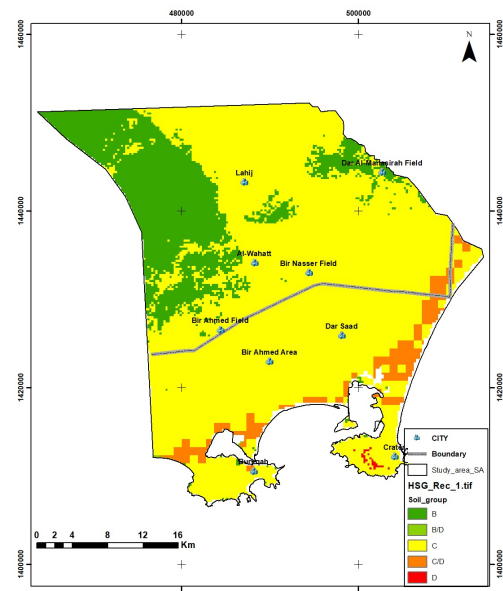 480000 500000
1460000 1460000
N
Dar Al-Manasirah Field
Lahij
1440000 1440000
Al-Wahatt
Bir Nasser Field
Bir Ahmed Field
Dar Saad
Bir Ahmed Area
1420000 1420000
Crater
Buraqah
CITY
Boundary
Study_area_SA
HSG_Rec_1.tif
Soil_group
B
B/D
C
C/D
D
0 2 4 8 12 16
Km
1400000 1400000